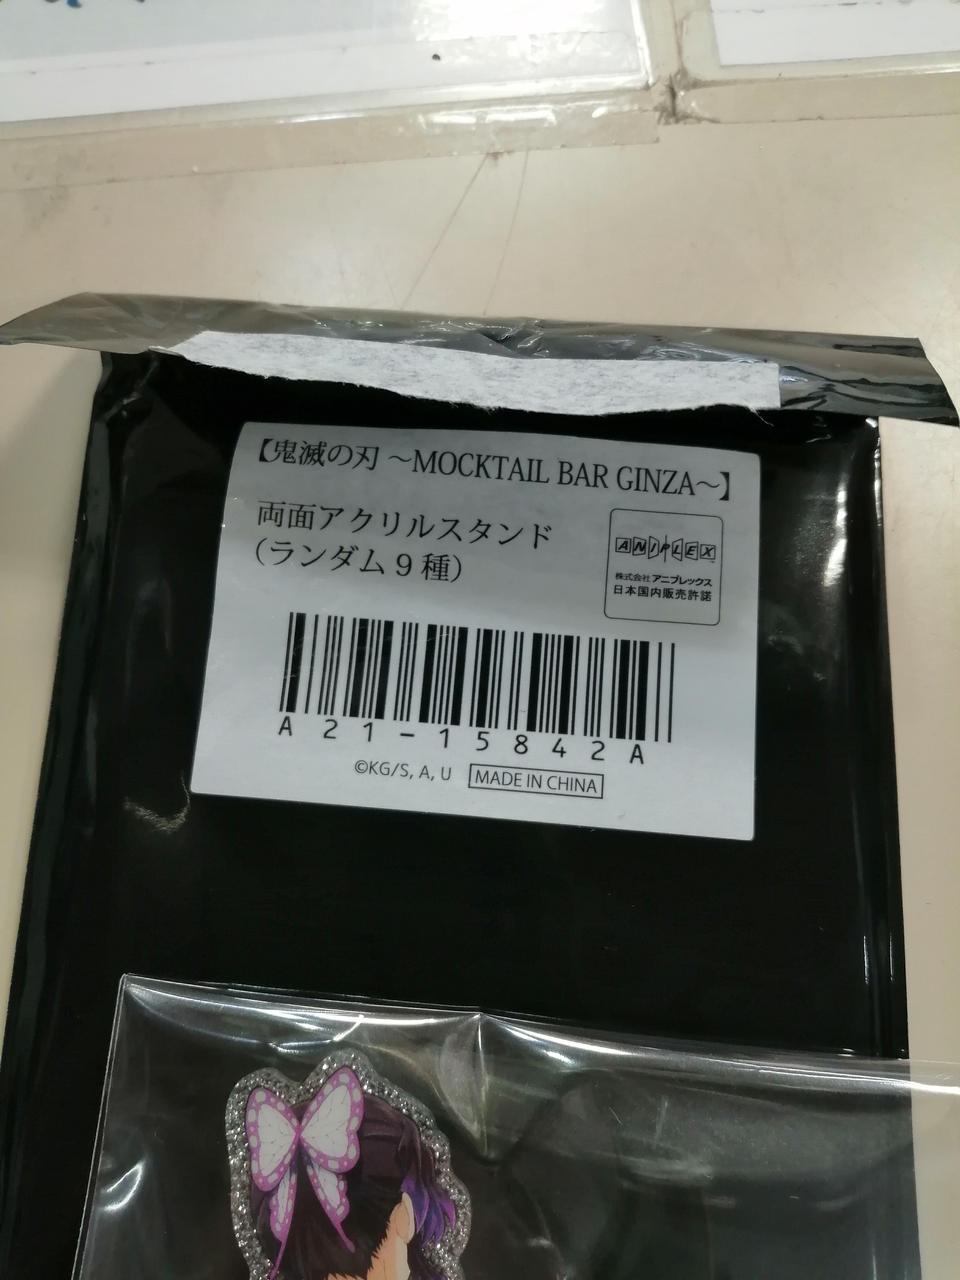 【鬼滅の刃 ～MOCKTAIL BAR GINZA～】
両面アクリルスタンド
（ランダム９種）
ANIPLEX
株式会社 アニプレックス
日本国内販売許諾
A21-15842A
©KG/S, A, U MADE IN CHINA